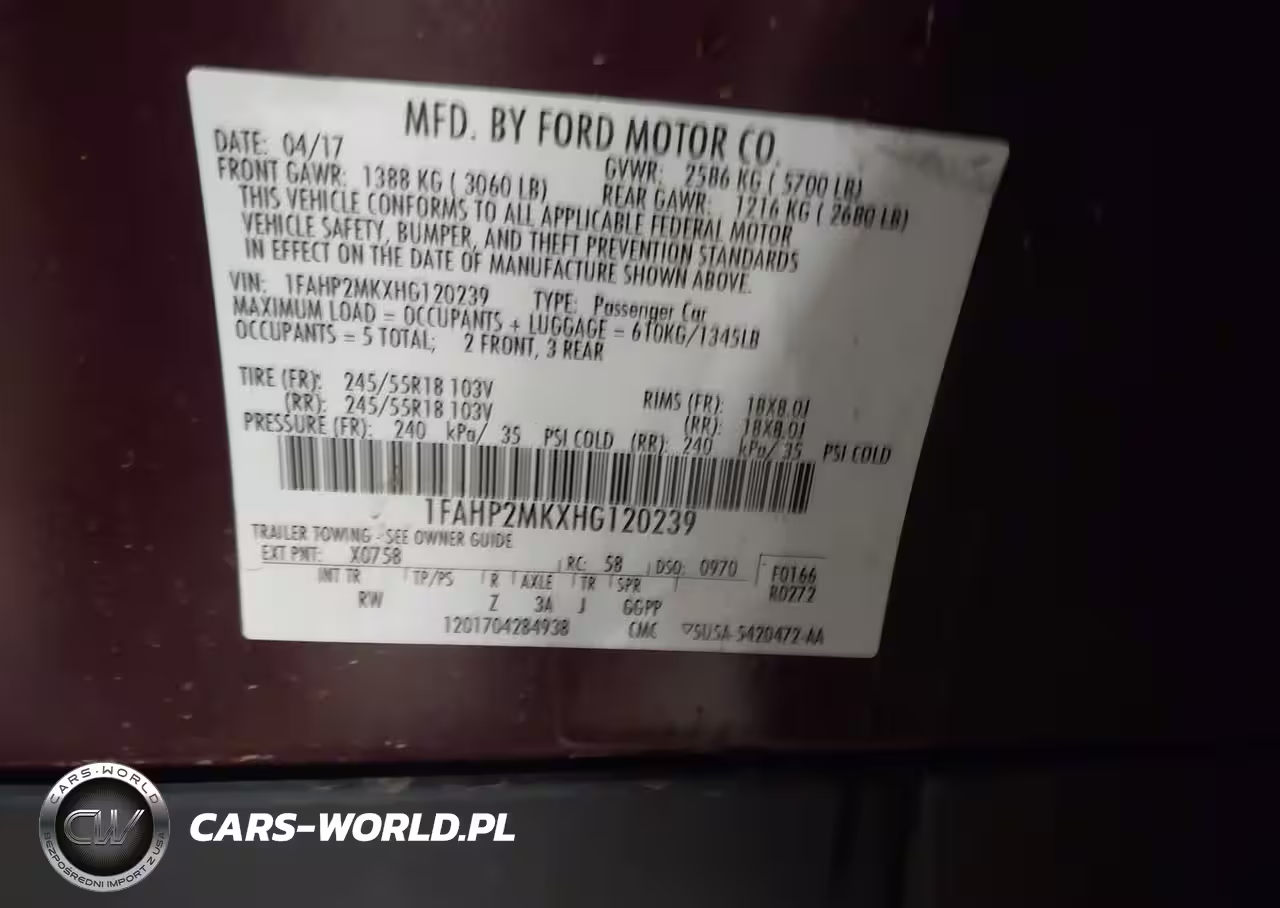 MFD. BY FORD MOTOR CO.
DATE: 04/17 GVWR: 2586 KG ( 5700 LB)
FRONT GAWR: 1388 KG ( 3060 LB) REAR GAWR: 1216 KG ( 2680 LB)
THIS VEHICLE CONFORMS TO ALL APPLICABLE FEDERAL MOTOR
VEHICLE SAFETY, BUMPER, AND THEFT PREVENTION STANDARDS
IN EFFECT ON THE DATE OF MANUFACTURE SHOWN ABOVE.
VIN: 1FAHP2MKXHG120239 TYPE: Passenger Car
MAXIMUM LOAD = OCCUPANTS + LUGGAGE = 610KG/1345LB
OCCUPANTS = 5 TOTAL; 2 FRONT, 3 REAR
TIRE (FR): 245/55R18 103V RIMS (FR): 18X8.0J
(RR): 245/55R18 103V (RR): 18X8.0J
PRESSURE (FR): 240 kPa/ 35 PSI COLD (RR): 240 kPa/ 35 PSI COLD
1FAHP2MKXHG120239
TRAILER TOWING - SEE OWNER GUIDE
EXT PNT: X0758 RC: 58 DSO: 0970 F0166
R0272
INT TR TP/PS R AXLE TR SPR
RW Z 3A J GGPP
1201704284938 CMC ▽5U5A-5420472-AA
CARS-WORLD
CW
BEZPOŚREDNI IMPORT Z USA
CARS-WORLD.PL